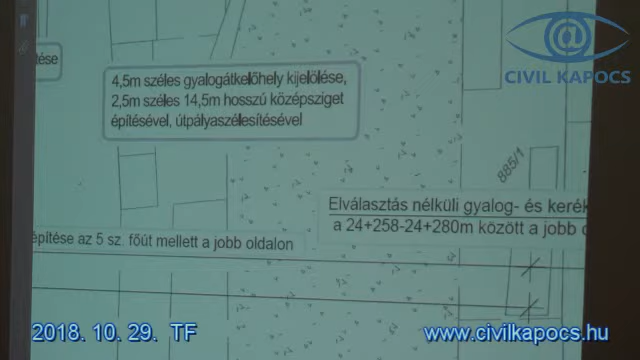 CIVIL KAPOCS
tése
4,5m széles gyalogátkelőhely kijelölése,
2,5m széles 14,5m hosszú középsziget
építésével, útpályaszélesítésével
885/1
Elválasztás nélküli gyalog- és kerék
a 24+258-24+280m között a jobb
építése az 5 sz. főút mellett a jobb oldalon
2018. 10. 29. TF
www.civilkapocs.hu